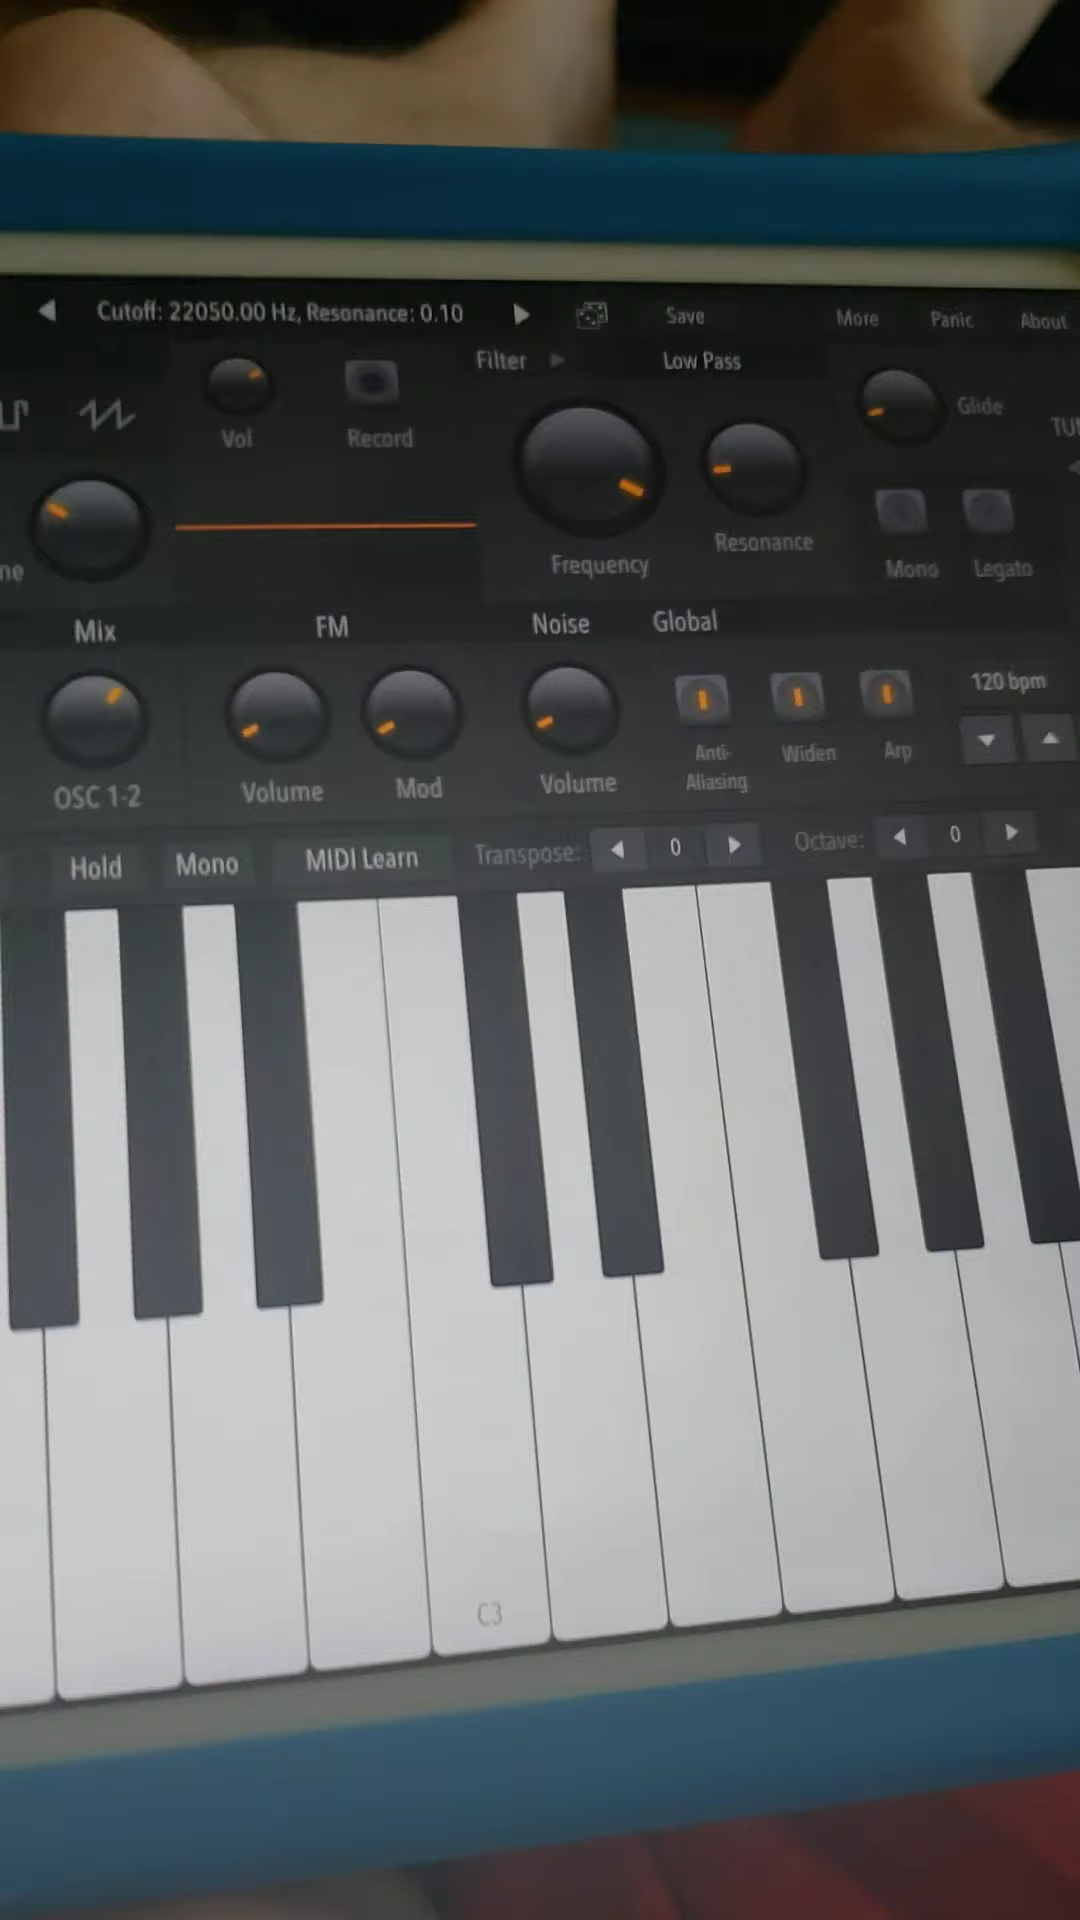 Cutoff: 22050.00 Hz, Resonance: 0.10
Save
More
Panic
About
Filter
Low Pass
Vol
Record
Glide
Frequency
Resonance
Mono
Legato
Mix
FM
Noise
Global
120 bpm
OSC 1-2
Volume
Mod
Volume
Anti-
Aliasing
Widen
Arp
Hold
Mono
MIDI Learn
Transpose:
0
Octave:
0
C3